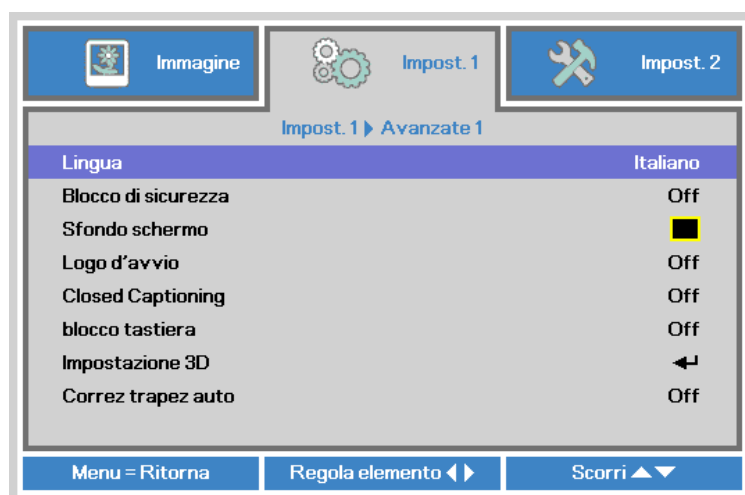 Immagine
Impost. 1
Impost. 2
Impost. 1 Avanzate 1
Lingua Italiano
Blocco di sicurezza Off
Sfondo schermo
Logo d'avvio Off
Closed Captioning Off
blocco tastiera Off
Impostazione 3D
Correz trapez auto Off
Menu = Ritorna
Regola elemento
Scorri